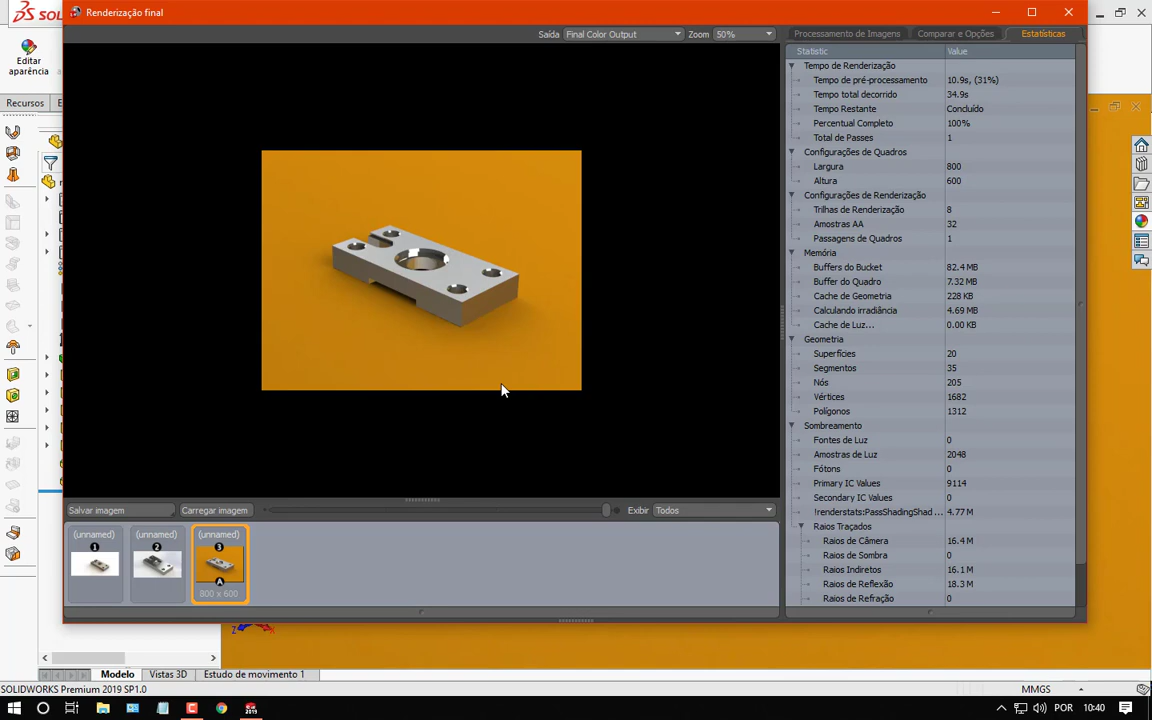 SOLID
Renderização final
Editar
aparência
Saída Final Color Output Zoom 50%
Processamento de Imagens Comparar e Opções Estatísticas
Recursos E
Statistic Value
Tempo de Renderização
Tempo de pré-processamento 10.9s, (31%)
Tempo total decorrido 34.9s
Tempo Restante Concluído
Percentual Completo 100%
Total de Passes 1
Configurações de Quadros
Largura 800
Altura 600
Configurações de Renderização
Trilhas de Renderização 8
Amostras AA 32
Passagens de Quadros 1
Memória
Buffers do Bucket 82.4 MB
Buffer do Quadro 7.32 MB
Cache de Geometria 228 KB
Calculando irradiância 4.69 MB
Cache de Luz... 0.00 KB
Geometria
Superfícies 20
Segmentos 35
Nós 205
Vértices 1682
Polígonos 1312
Sombreamento
Fontes de Luz 0
Amostras de Luz 2048
Fótons 0
Primary IC Values 9114
Secondary IC Values 0
!renderstats:PassShadingShad ... 4.77 M
Raios Traçados
Raios de Câmera 16.4 M
Raios de Sombra 0
Raios Indiretos 16.1 M
Raios de Reflexão 18.3 M
Raios de Refração 0
Salvar imagem Carregar imagem Exibir Todos
(unnamed) (unnamed) (unnamed)
1 2 3
A
800 x 600
Z X
Modelo Vistas 3D Estudo de movimento 1
SOLIDWORKS Premium 2019 SP1.0 MMGS
2019
POR 10:40